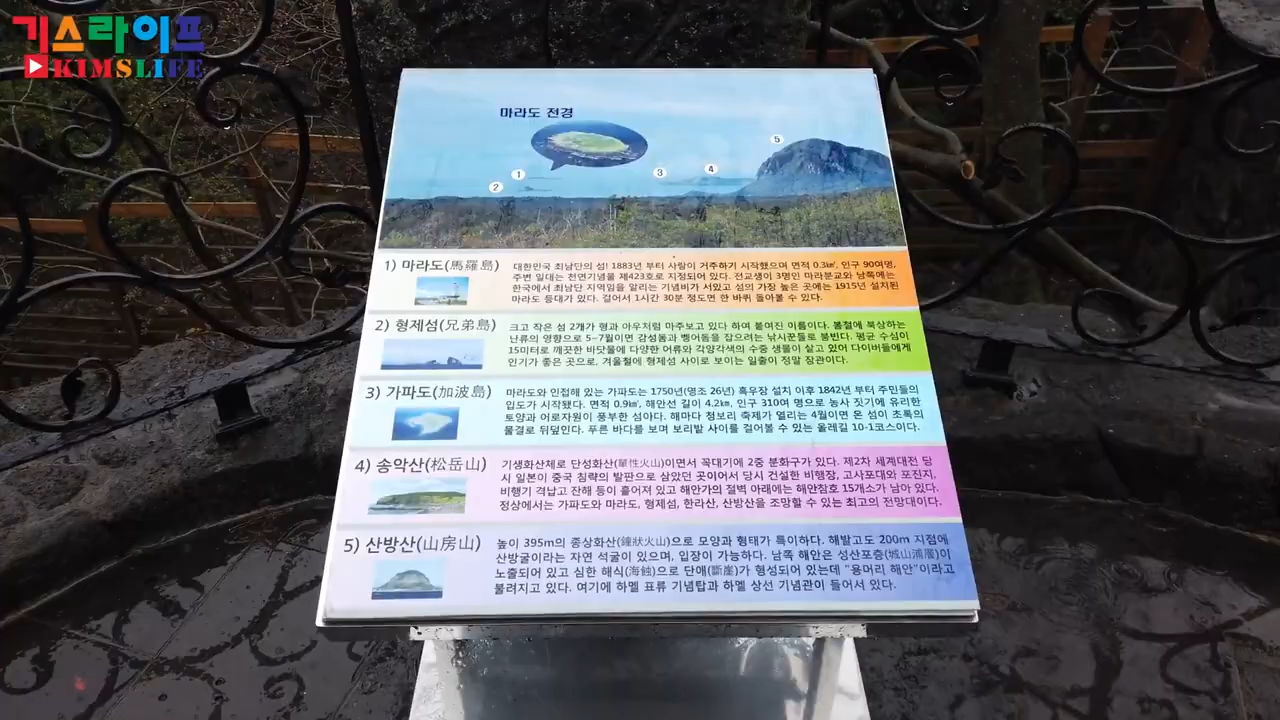 킴스라이프
KIMSLIFE
마라도 전경
1
2
3
4
5
1) 마라도(馬羅島)
대한민국 최남단의 섬! 1883년 부터 사람이 거주하기 시작했으며 면적 0.3㎢, 인구 90여명,
주변 일대는 천연기념물 제423호로 지정되어 있다. 전교생이 3명인 마라분교와 남쪽에는
한국에서 최남단 지역임을 알리는 기념비가 서있고 섬의 가장 높은 곳에는 1915년 설치된
마라도 등대가 있다. 걸어서 1시간 30분 정도면 한 바퀴 돌아볼 수 있다.
2) 형제섬(兄弟島)
크고 작은 섬 2개가 형과 아우처럼 마주보고 있다 하여 붙여진 이름이다. 봄철에 북상하는
난류의 영향으로 5~7월이면 감성돔과 벵어돔을 잡으려는 낚시꾼들로 붐빈다. 평균 수심이
15미터로 깨끗한 바닷물에 다양한 어류와 각양각색의 수중 생물이 살고 있어 다이버들에게
인기가 좋은 곳으로, 겨울철에 형제섬 사이로 보이는 일출이 정말 장관이다.
3) 가파도(加波島)
마라도와 인접해 있는 가파도는 1750년(영조 26년) 흑우장 설치 이후 1842년 부터 주민들의
입도가 시작됐다. 면적 0.9㎢, 해안선 길이 4.2㎞, 인구 310여 명으로 농사 짓기에 유리한
토양과 어로자원이 풍부한 섬아다. 해마다 청보리 축제가 열리는 4월이면 온 섬이 초록의
물결로 뒤덮인다. 푸른 바다를 보며 보리밭 사이를 걸어볼 수 있는 올레길 10-1코스이다.
4) 송악산(松岳山)
기생화산체로 단성화산(單性火山)이면서 꼭대기에 2중 분화구가 있다. 제2차 세계대전 당
시 일본이 중국 침략의 발판으로 삼았던 곳이어서 당시 건설한 비행장, 고사포대와 포진지,
비행기 격납고 잔해 등이 흩어져 있고 해안가의 절벽 아래에는 해안참호 15개소가 남아 있다.
정상에서는 가파도와 마라도, 형제섬, 한라산, 산방산을 조망할 수 있는 최고의 전망대이다.
5) 산방산(山房山)
높이 395m의 종상화산(鐘狀火山)으로 모양과 형태가 특이하다. 해발고도 200m 지점에
산방굴이라는 자연 석굴이 있으며, 입장이 가능하다. 남쪽 해안은 성산포층(城山浦層)이
노출되어 있고 심한 해식(海蝕)으로 단애(斷崖)가 형성되어 있는데 "용머리 해안"이라고
불려지고 있다. 여기에 하멜 표류 기념탑과 하멜 상선 기념관이 들어서 있다.